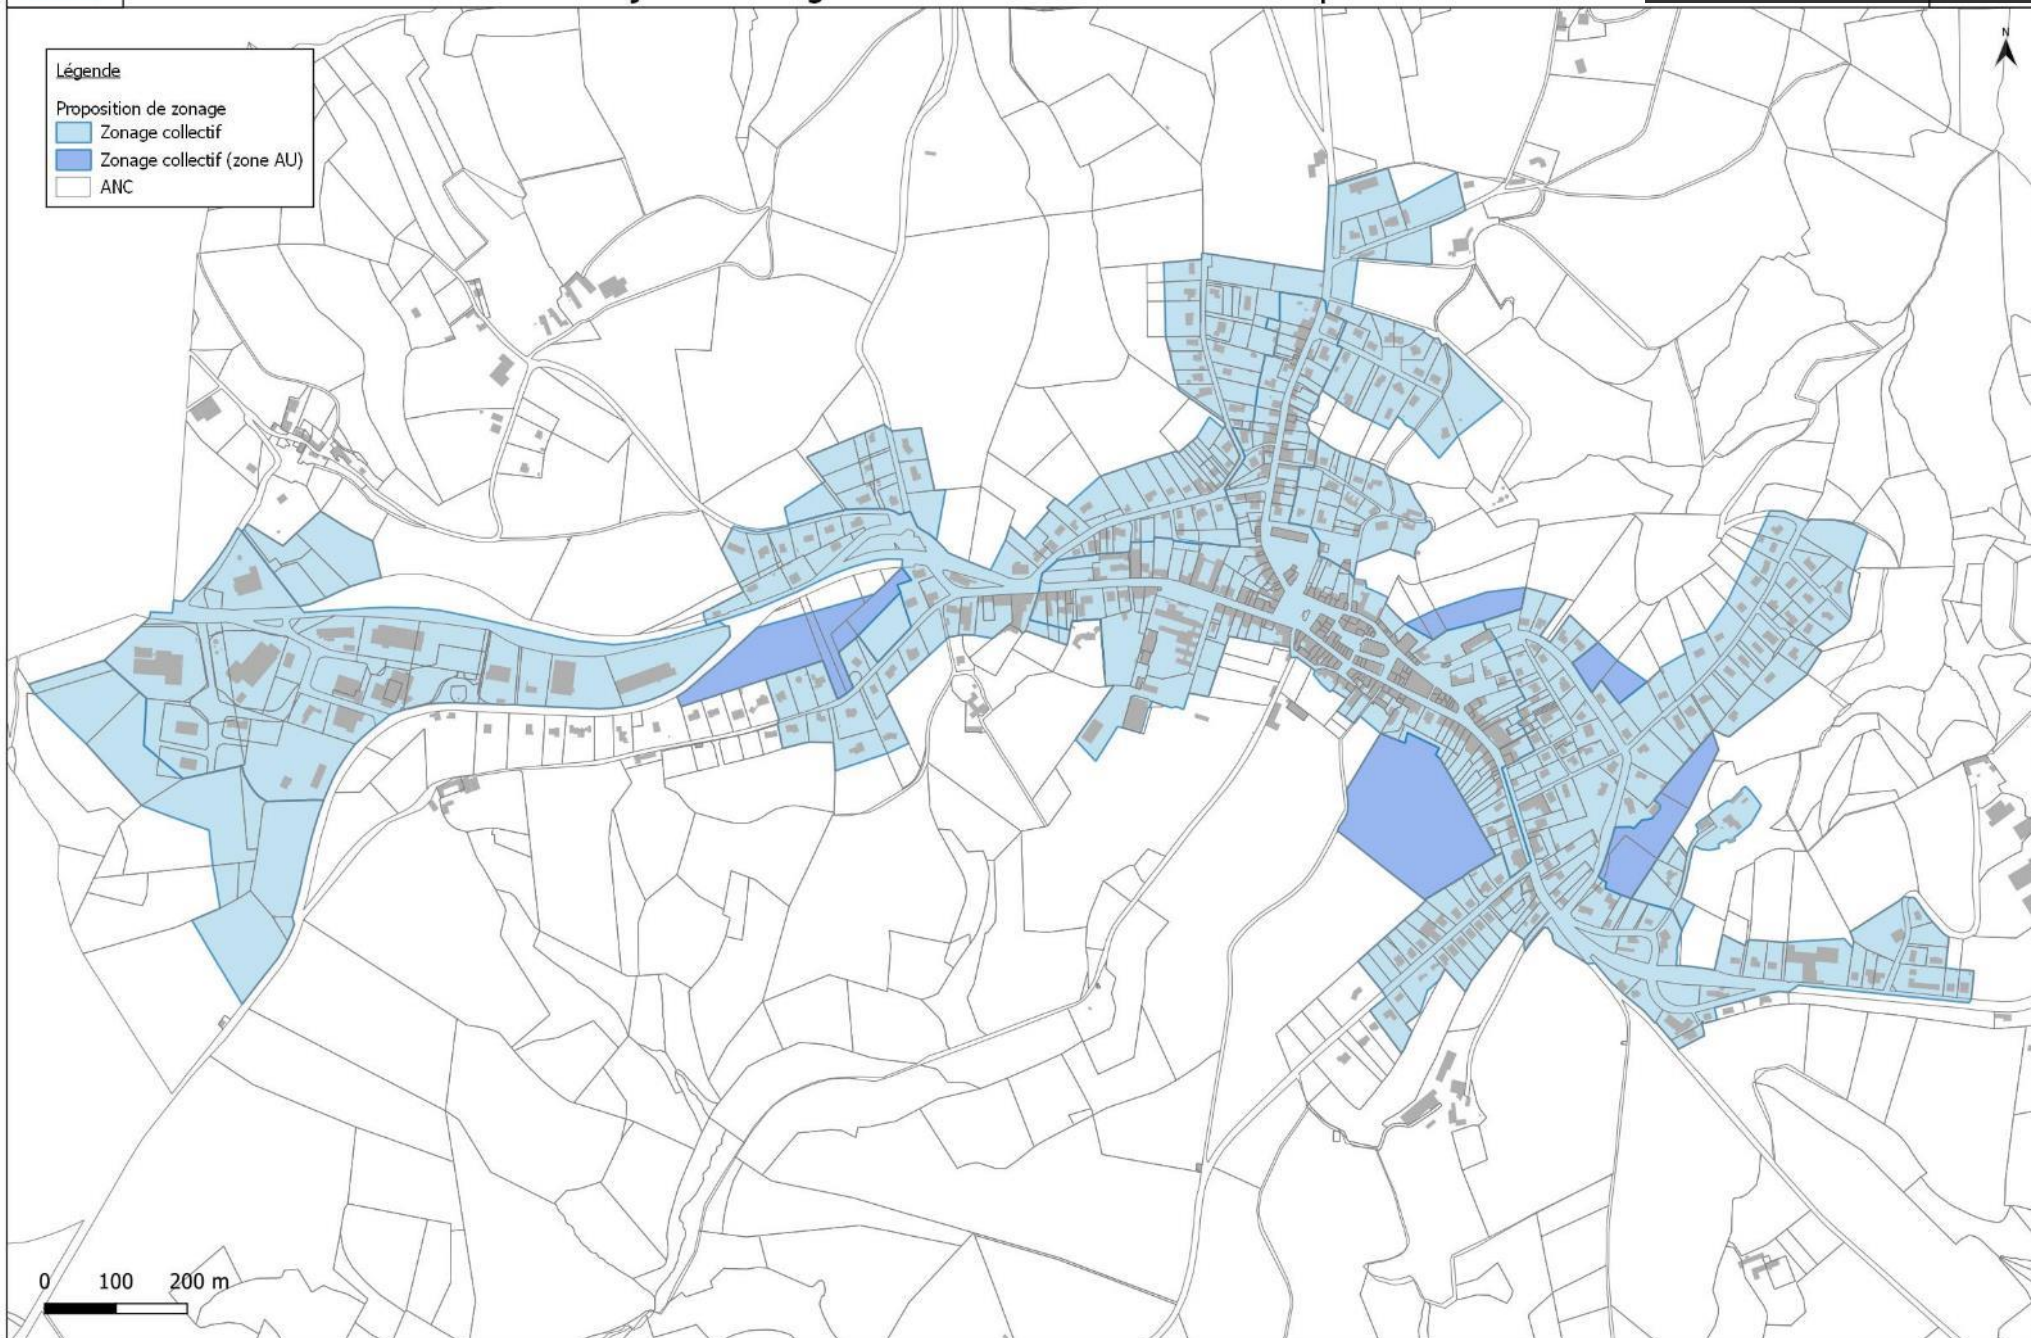 N
Légende
Proposition de zonage
Zonage collectif
Zonage collectif (zone AU)
ANC
0 100 200 m